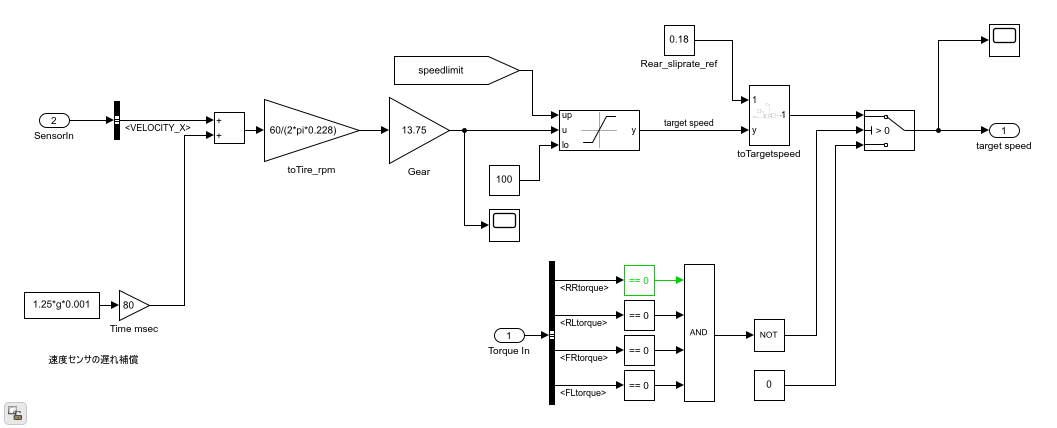 2
SensorIn
<VELOCITY_X>
+
+
60/(2*pi*0.228)
toTire_rpm
13.75
Gear
speedlimit
100
up
u
lo
y
target speed
0.18
Rear_sliprate_ref
1
y
1
toTargetspeed
> 0
1
target speed
1.25*g*0.001
80
Time msec
速度センサの遅れ補償
1
Torque In
<RRtorque>
<RLtorque>
<FRtorque>
<FLtorque>
== 0
== 0
== 0
== 0
AND
NOT
0